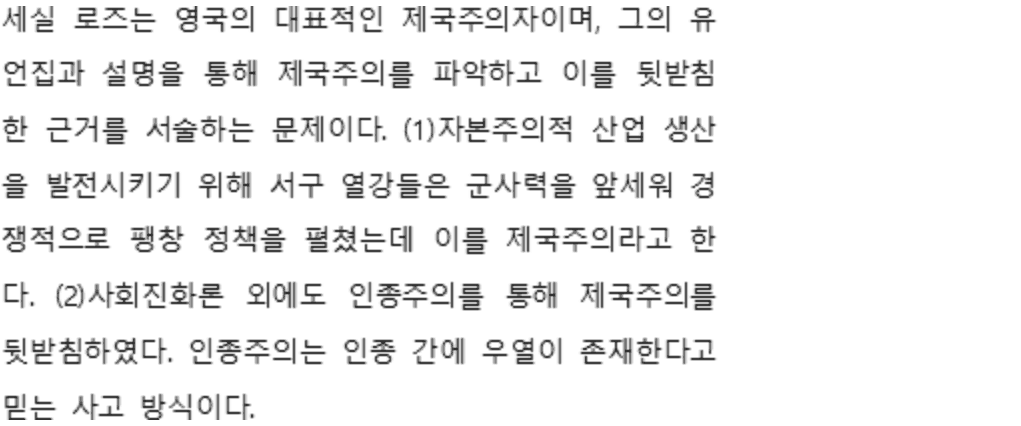 세실 로즈는 영국의 대표적인 제국주의자이며, 그의 유
언집과 설명을 통해 제국주의를 파악하고 이를 뒷받침
한 근거를 서술하는 문제이다. (1)자본주의적 산업 생산
을 발전시키기 위해 서구 열강들은 군사력을 앞세워 경
쟁적으로 팽창 정책을 펼쳤는데 이를 제국주의라고 한
다. (2)사회진화론 외에도 인종주의를 통해 제국주의를
뒷받침하였다. 인종주의는 인종 간에 우열이 존재한다고
믿는 사고 방식이다.